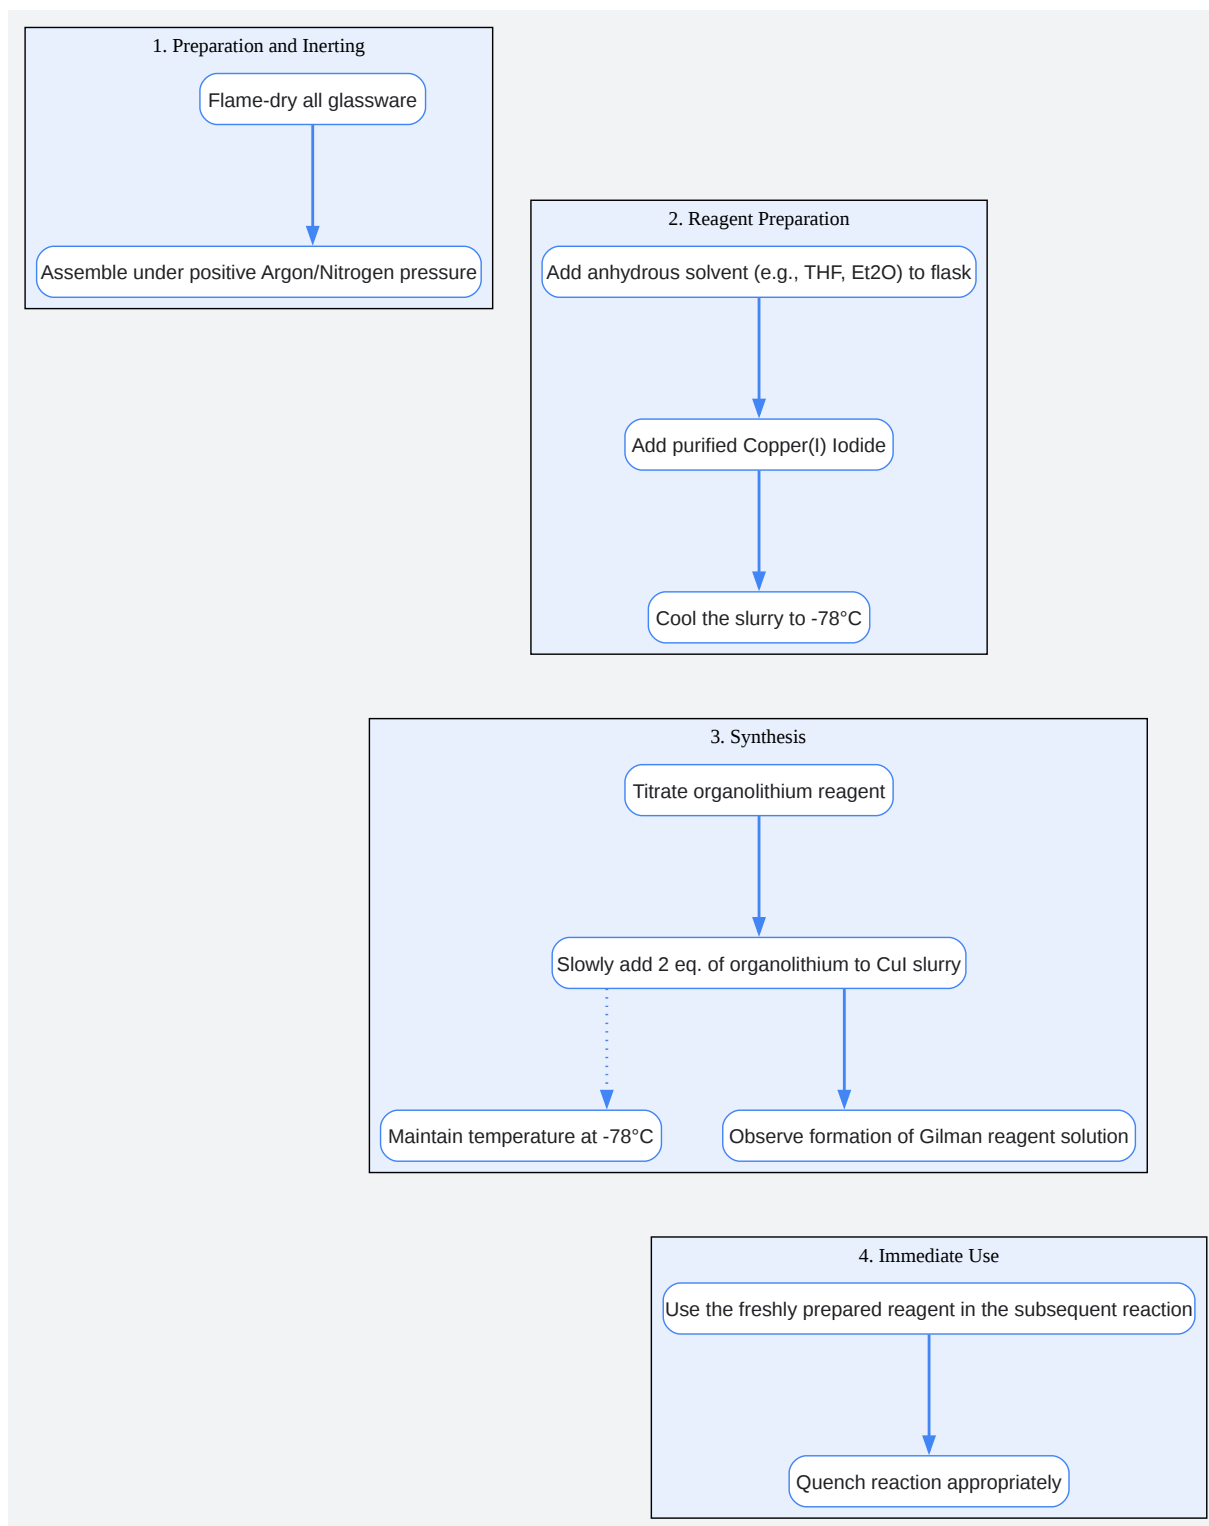 1. Preparation and Inerting
Flame-dry all glassware
Assemble under positive Argon/Nitrogen pressure
2. Reagent Preparation
Add anhydrous solvent (e.g., THF, Et2O) to flask
Add purified Copper(I) Iodide
Cool the slurry to -78°C
3. Synthesis
Titrate organolithium reagent
Slowly add 2 eq. of organolithium to CuI slurry
Maintain temperature at -78°C
Observe formation of Gilman reagent solution
4. Immediate Use
Use the freshly prepared reagent in the subsequent reaction
Quench reaction appropriately